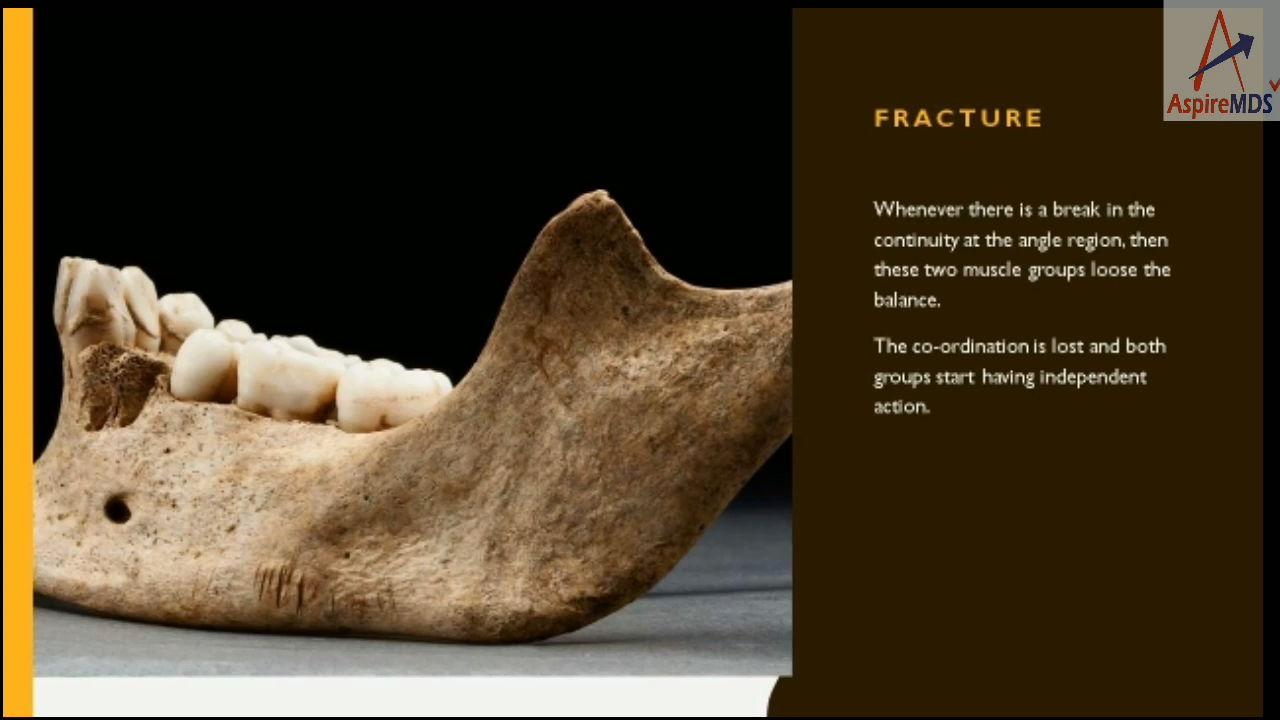 AspireMDS
FRACTURE
Whenever there is a break in the
continuity at the angle region, then
these two muscle groups loose the
balance.
The co-ordination is lost and both
groups start having independent
action.